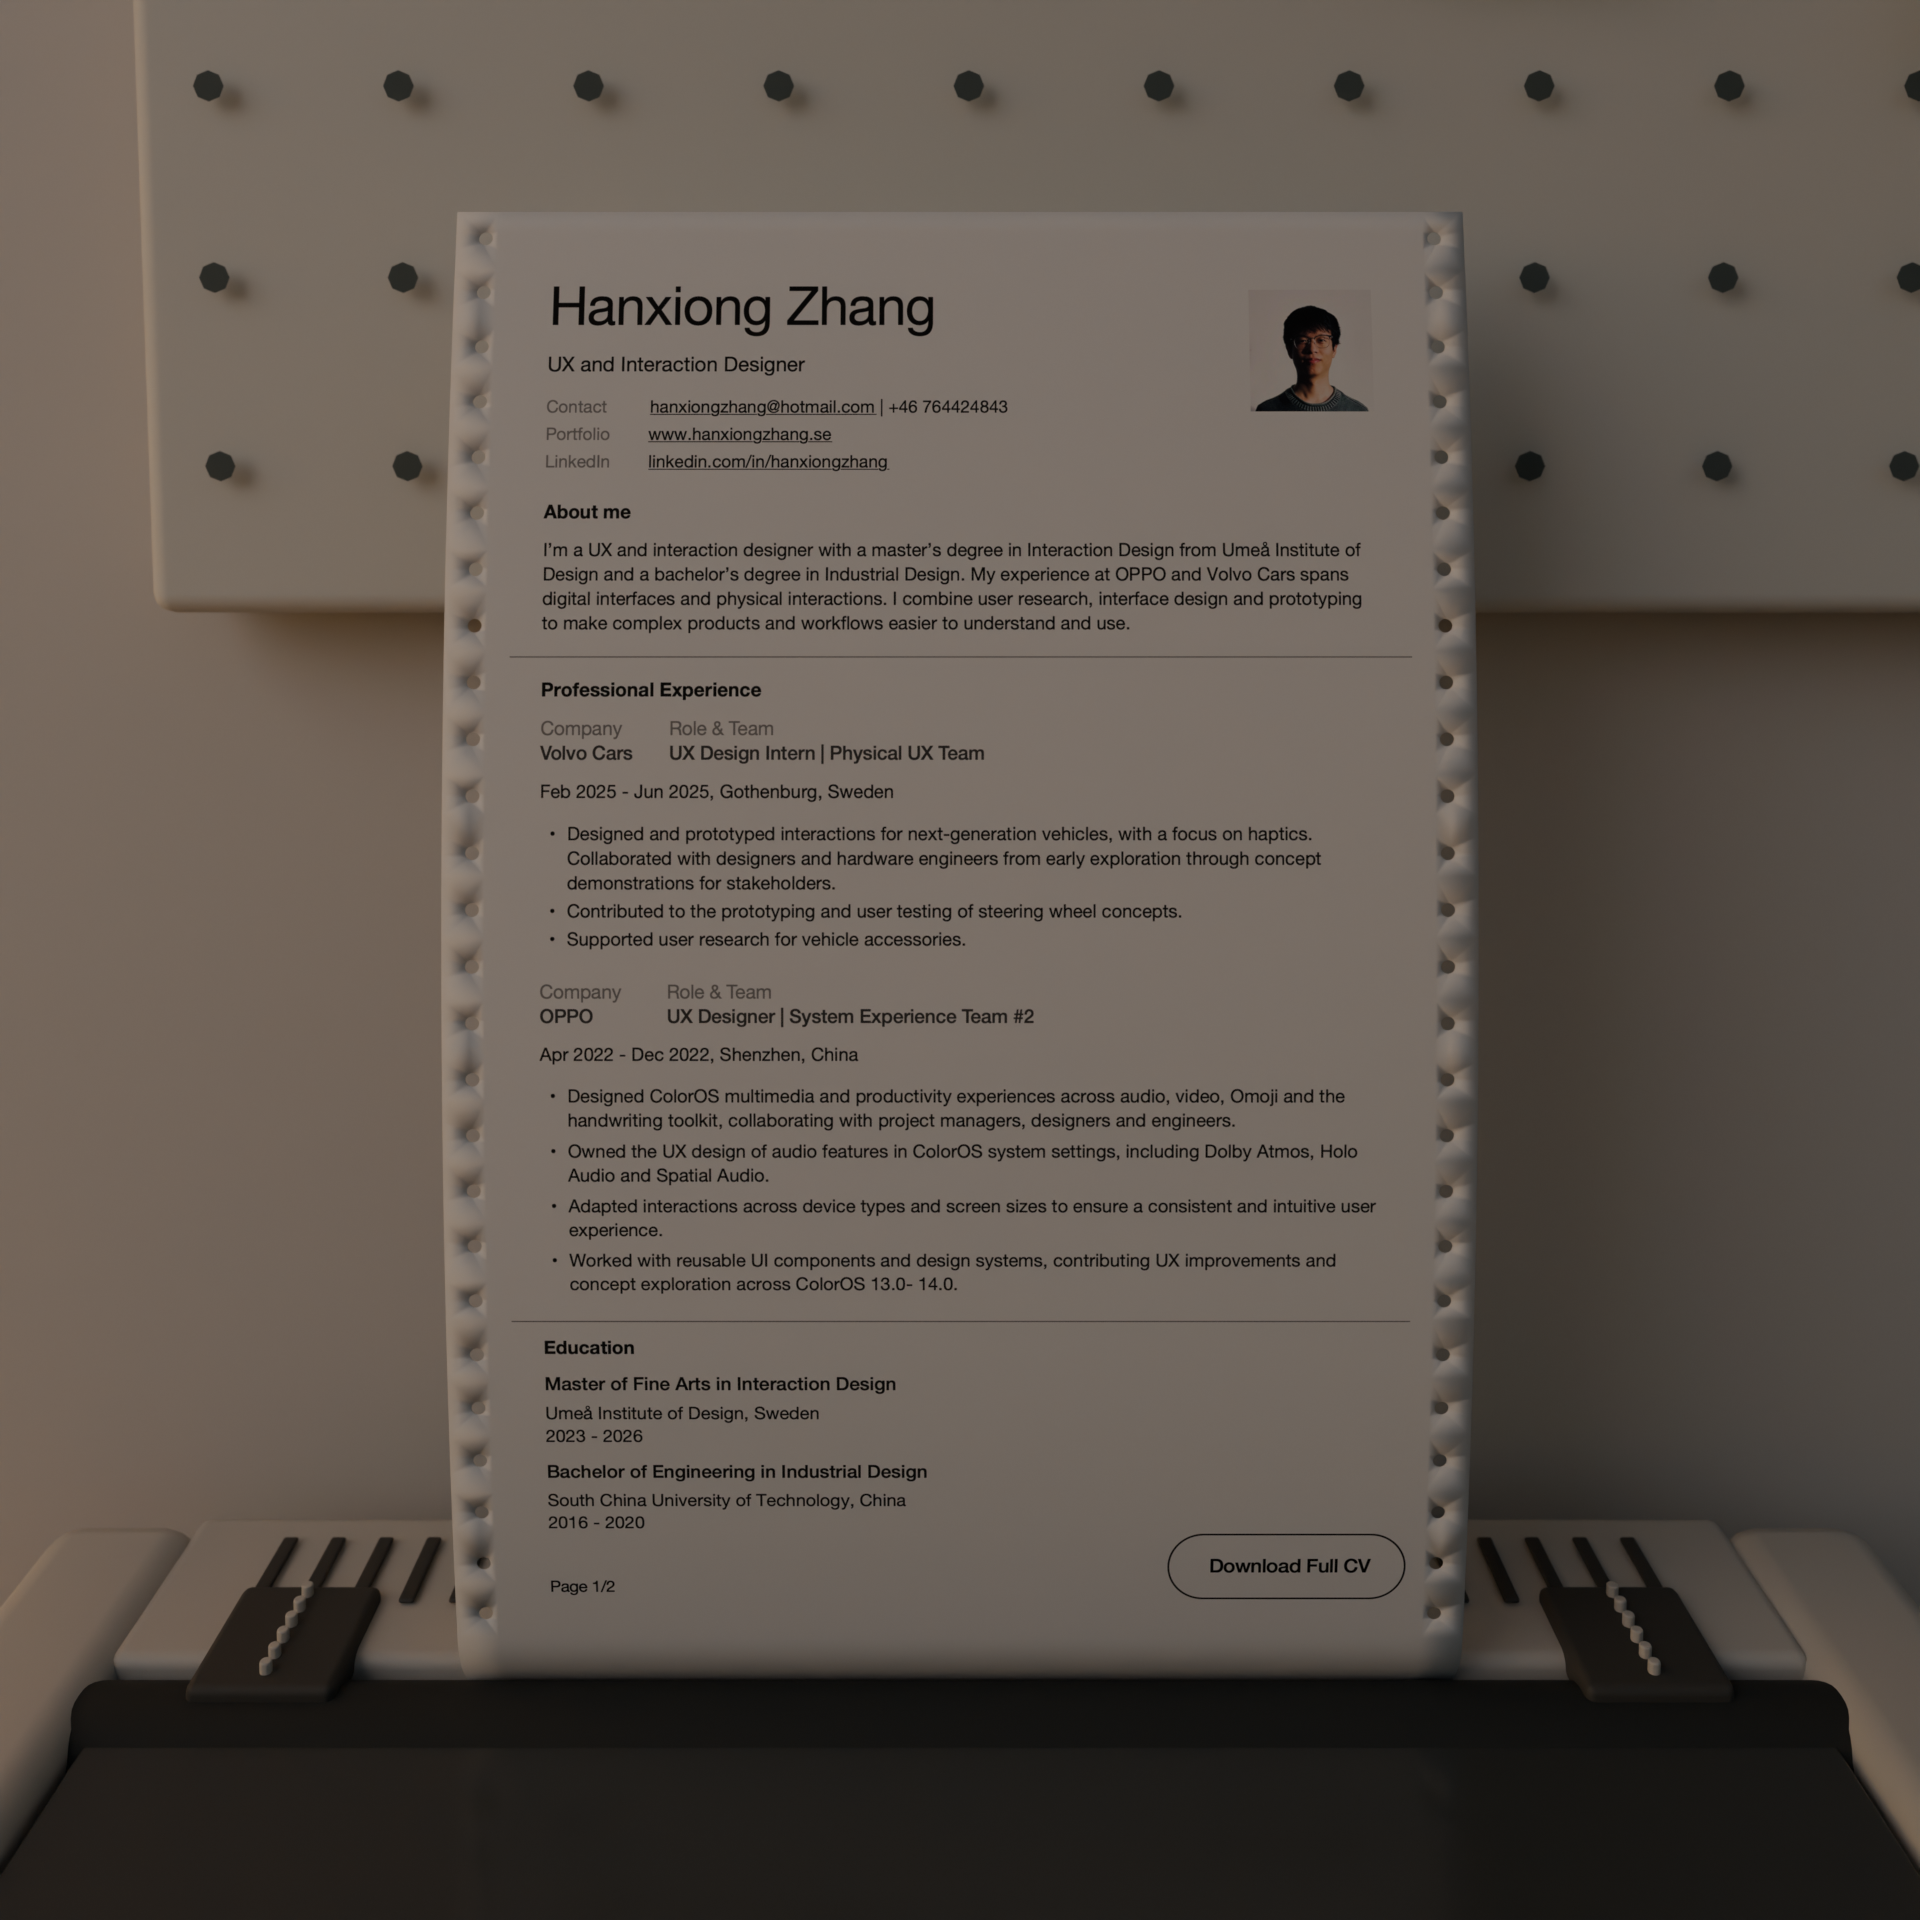 Hanxiong Zhang
UX and Interaction Designer
Contact hanxiongzhang@hotmail.com | +46 764424843
Portfolio www.hanxiongzhang.se
LinkedIn linkedin.com/in/hanxiongzhang
About me
I'm a UX and interaction designer with a master's degree in Interaction Design from Umeå Institute of
Design and a bachelor's degree in Industrial Design. My experience at OPPO and Volvo Cars spans
digital interfaces and physical interactions. I combine user research, interface design and prototyping
to make complex products and workflows easier to understand and use.
Professional Experience
Company Role & Team
Volvo Cars UX Design Intern | Physical UX Team
Feb 2025 - Jun 2025, Gothenburg, Sweden
• Designed and prototyped interactions for next-generation vehicles, with a focus on haptics.
Collaborated with designers and hardware engineers from early exploration through concept
demonstrations for stakeholders.
• Contributed to the prototyping and user testing of steering wheel concepts.
• Supported user research for vehicle accessories.
Company Role & Team
OPPO UX Designer | System Experience Team #2
Apr 2022 - Dec 2022, Shenzhen, China
• Designed ColorOS multimedia and productivity experiences across audio, video, Omoji and the
handwriting toolkit, collaborating with project managers, designers and engineers.
• Owned the UX design of audio features in ColorOS system settings, including Dolby Atmos, Holo
Audio and Spatial Audio.
• Adapted interactions across device types and screen sizes to ensure a consistent and intuitive user
experience.
• Worked with reusable UI components and design systems, contributing UX improvements and
concept exploration across ColorOS 13.0- 14.0.
Education
Master of Fine Arts in Interaction Design
Umeå Institute of Design, Sweden
2023 - 2026
Bachelor of Engineering in Industrial Design
South China University of Technology, China
2016 - 2020
Download Full CV
Page 1/2